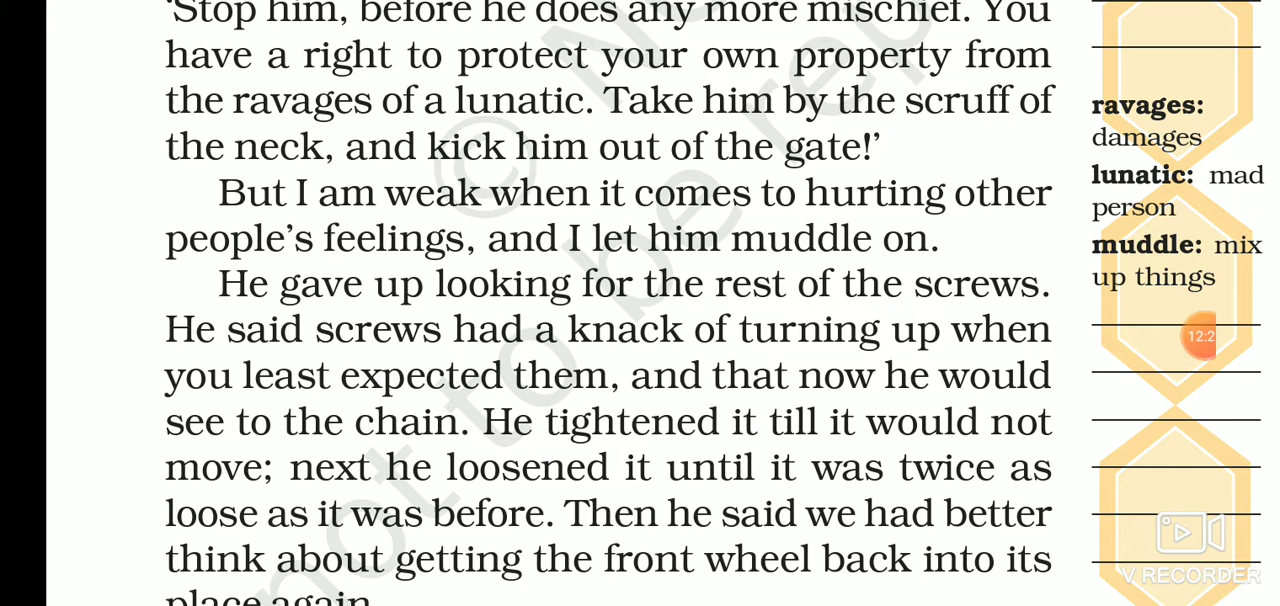 ‘Stop him, before he does any more mischief. You
have a right to protect your own property from
the ravages of a lunatic. Take him by the scruff of
the neck, and kick him out of the gate!’
But I am weak when it comes to hurting other
people’s feelings, and I let him muddle on.
He gave up looking for the rest of the screws.
He said screws had a knack of turning up when
you least expected them, and that now he would
see to the chain. He tightened it till it would not
move; next he loosened it until it was twice as
loose as it was before. Then he said we had better
think about getting the front wheel back into its
place again.
ravages:
damages
lunatic: mad
person
muddle: mix
up things
12:2
V RECORDER
© N
not to be rep